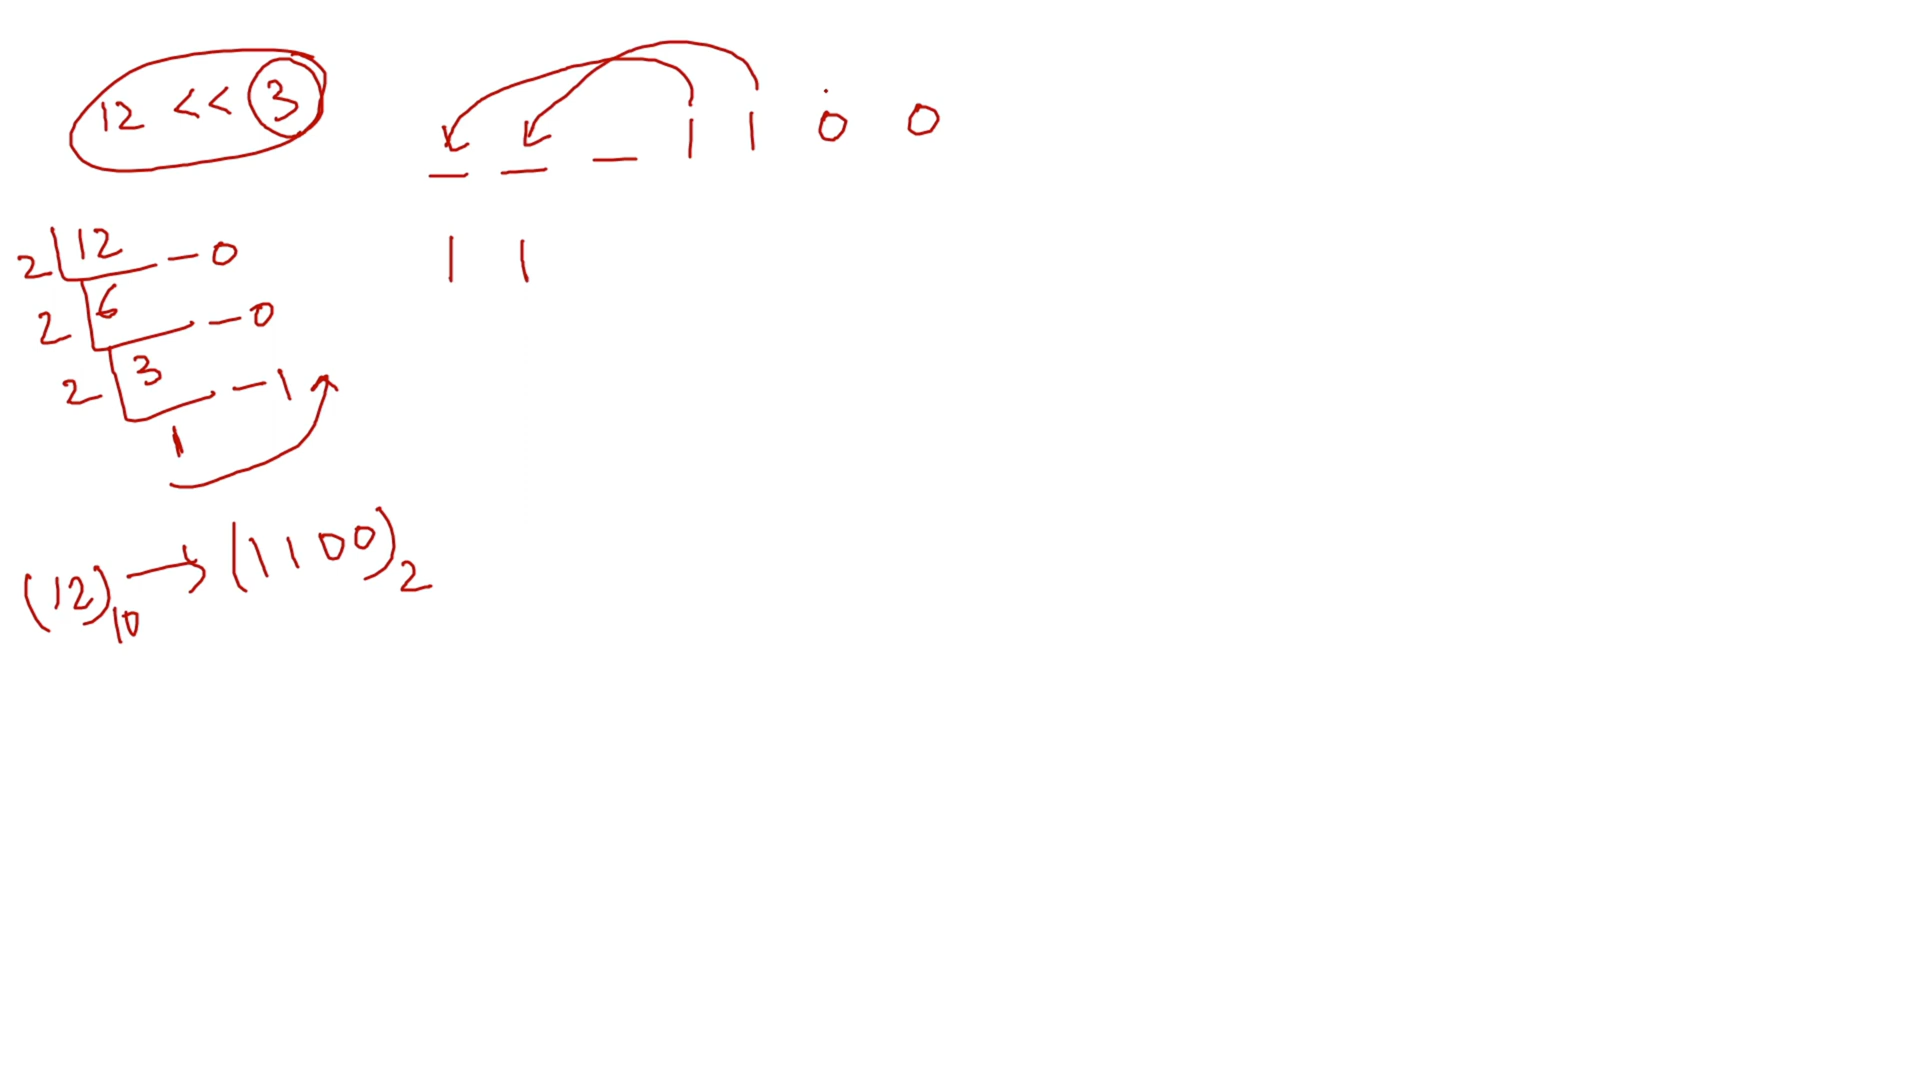 12 << 3
_ _ _ 1 1 0 0
1 1
2 | 12 - 0
2 | 6 - 0
2 | 3 - 1
1
(12)₁₀ → (1100)₂